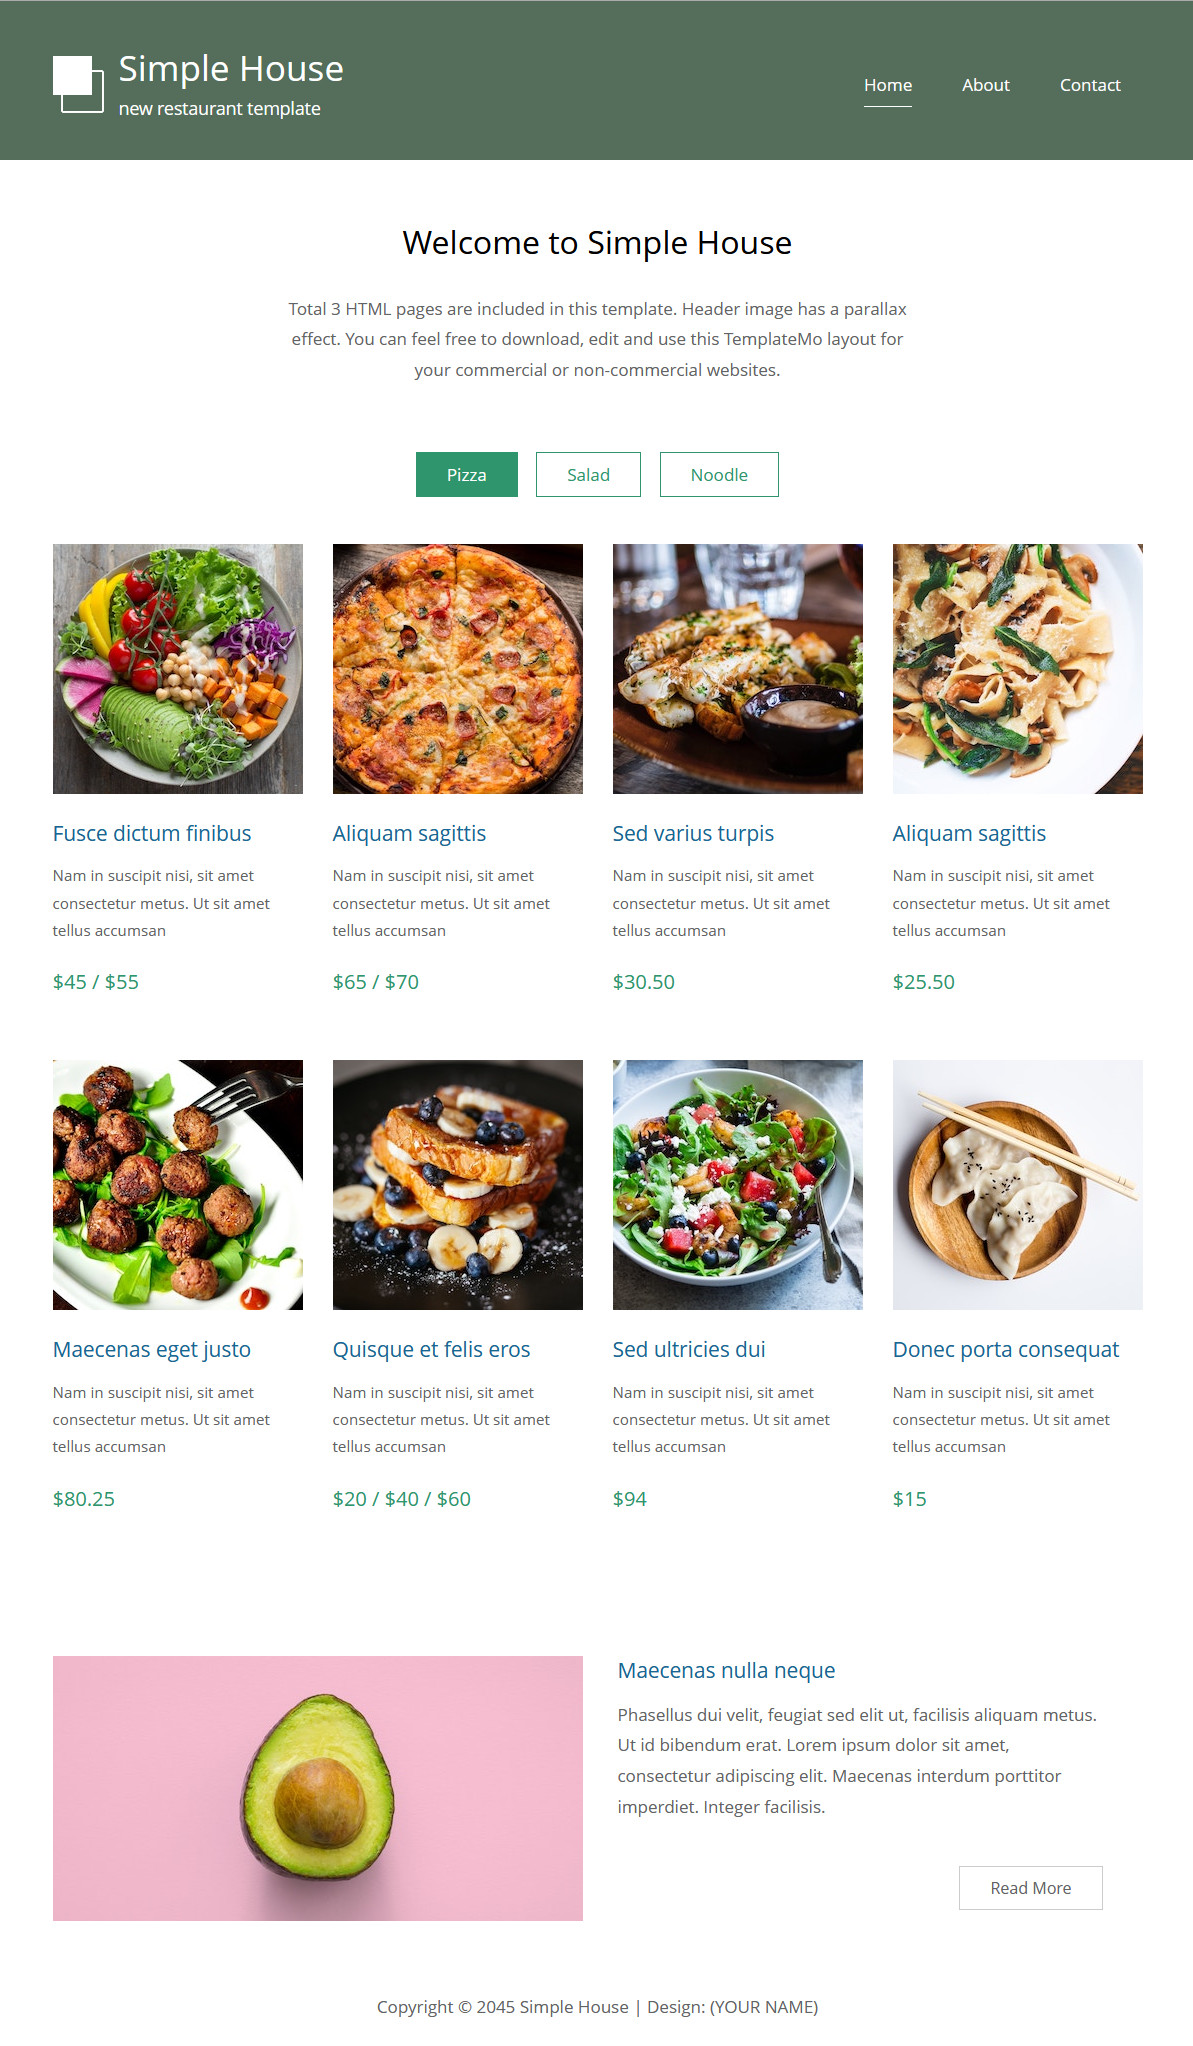 Simple House
new restaurant template
Home About Contact
Welcome to Simple House
Total 3 HTML pages are included in this template. Header image has a parallax
effect. You can feel free to download, edit and use this TemplateMo layout for
your commercial or non-commercial websites.
Pizza Salad Noodle
Fusce dictum finibus
Nam in suscipit nisi, sit amet
consectetur metus. Ut sit amet
tellus accumsan
$45 / $55
Aliquam sagittis
Nam in suscipit nisi, sit amet
consectetur metus. Ut sit amet
tellus accumsan
$65 / $70
Sed varius turpis
Nam in suscipit nisi, sit amet
consectetur metus. Ut sit amet
tellus accumsan
$30.50
Aliquam sagittis
Nam in suscipit nisi, sit amet
consectetur metus. Ut sit amet
tellus accumsan
$25.50
Maecenas eget justo
Nam in suscipit nisi, sit amet
consectetur metus. Ut sit amet
tellus accumsan
$80.25
Quisque et felis eros
Nam in suscipit nisi, sit amet
consectetur metus. Ut sit amet
tellus accumsan
$20 / $40 / $60
Sed ultricies dui
Nam in suscipit nisi, sit amet
consectetur metus. Ut sit amet
tellus accumsan
$94
Donec porta consequat
Nam in suscipit nisi, sit amet
consectetur metus. Ut sit amet
tellus accumsan
$15
Maecenas nulla neque
Phasellus dui velit, feugiat sed elit ut, facilisis aliquam metus.
Ut id bibendum erat. Lorem ipsum dolor sit amet,
consectetur adipiscing elit. Maecenas interdum porttitor
imperdiet. Integer facilisis.
Read More
Copyright © 2045 Simple House | Design: (YOUR NAME)